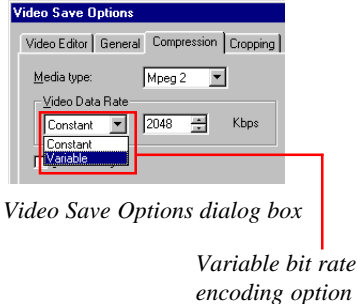 Video Save Options
Video Editor General Compression Cropping
Media type: Mpeg 2
Video Data Rate
Constant 2048 Kbps
Constant
Variable
Video Save Options dialog box
Variable bit rate
encoding option